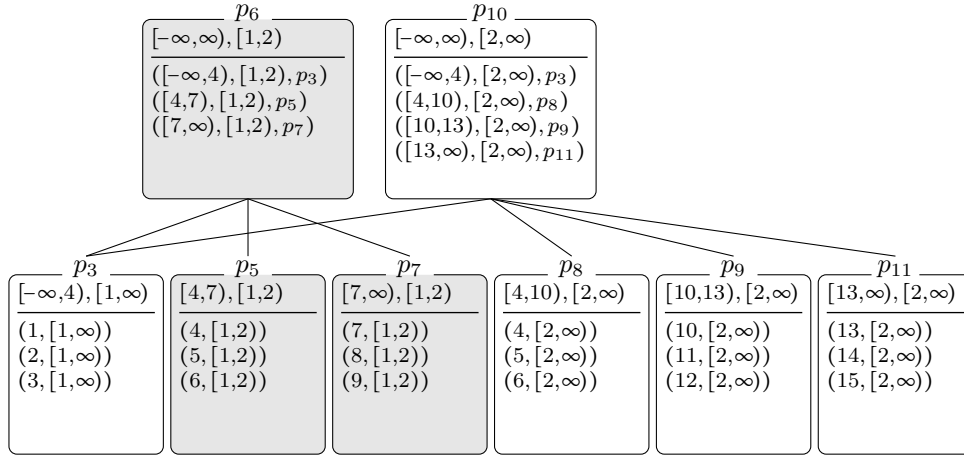 p6
[-∞,∞),[1,2)
([-∞,4),[1,2),p3)
([4,7),[1,2),p5)
([7,∞),[1,2),p7)
p10
[-∞,∞),[2,∞)
([-∞,4),[2,∞),p3)
([4,10),[2,∞),p8)
([10,13),[2,∞),p9)
([13,∞),[2,∞),p11)
p3
[-∞,4),[1,∞)
(1,[1,∞))
(2,[1,∞))
(3,[1,∞))
p5
[4,7),[1,2)
(4,[1,2))
(5,[1,2))
(6,[1,2))
p7
[7,∞),[1,2)
(7,[1,2))
(8,[1,2))
(9,[1,2))
p8
[4,10),[2,∞)
(4,[2,∞))
(5,[2,∞))
(6,[2,∞))
p9
[10,13),[2,∞)
(10,[2,∞))
(11,[2,∞))
(12,[2,∞))
p11
[13,∞),[2,∞)
(13,[2,∞))
(14,[2,∞))
(15,[2,∞))